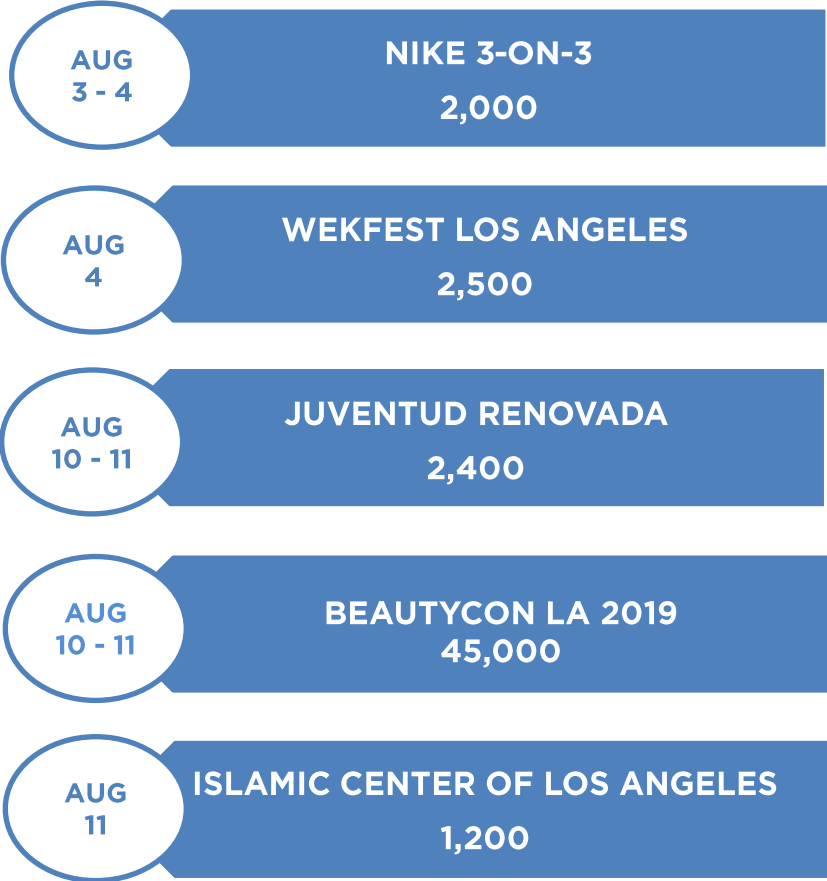 AUG
3 - 4
NIKE 3-ON-3
2,000
AUG
4
WEKFEST LOS ANGELES
2,500
AUG
10 - 11
JUVENTUD RENOVADA
2,400
AUG
10 - 11
BEAUTYCON LA 2019
45,000
AUG
11
ISLAMIC CENTER OF LOS ANGELES
1,200